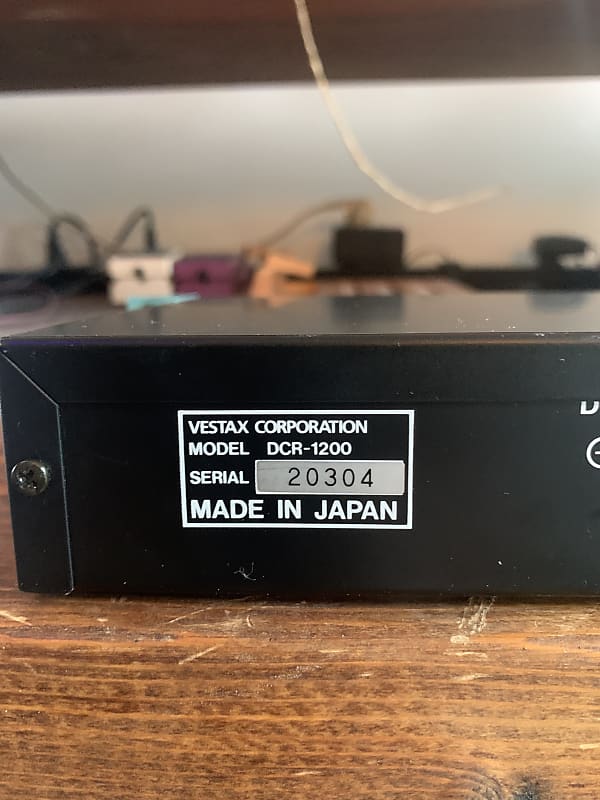 VESTAX CORPORATION
MODEL DCR-1200
SERIAL 20304
MADE IN JAPAN